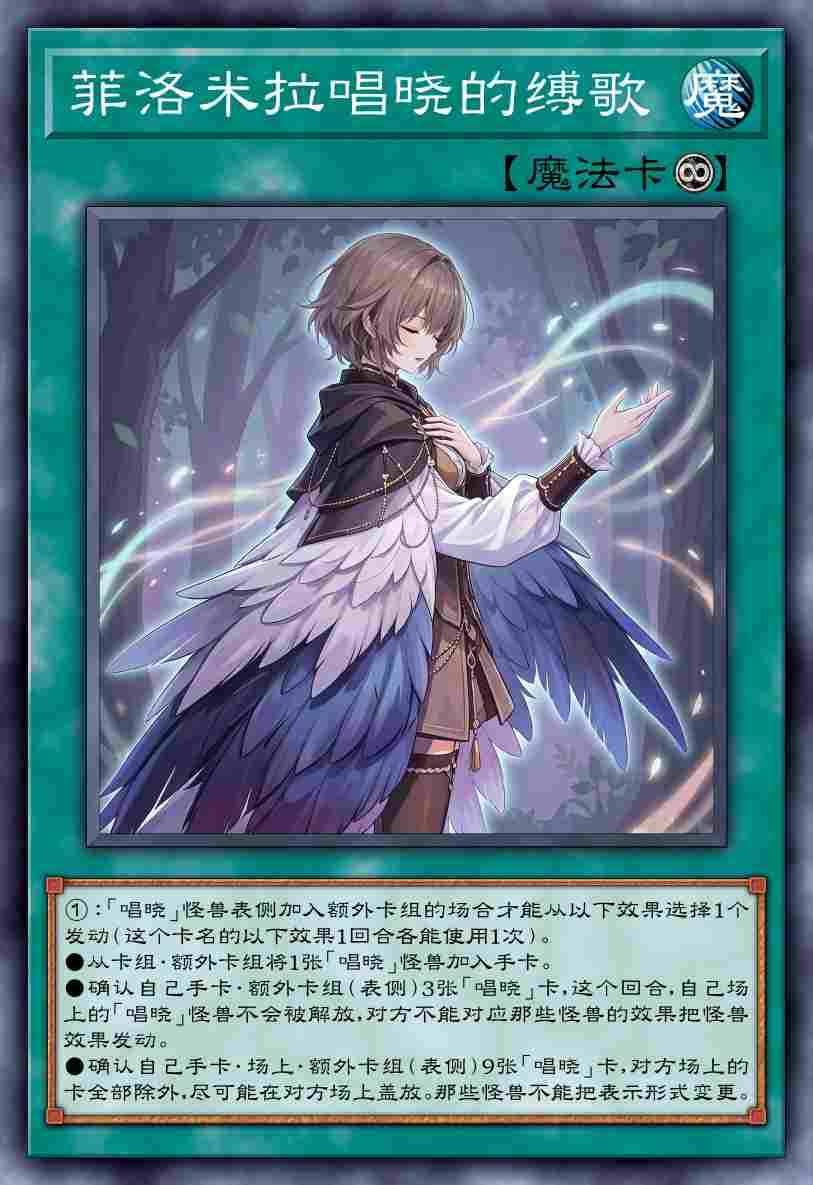 菲洛米拉唱晓的缚歌
魔
【魔法卡】
①:「唱晓」怪兽表侧加入额外卡组的场合才能从以下效果选择1个
发动(这个卡名的以下效果1回合各能使用1次)。
●从卡组·额外卡组将1张「唱晓」怪兽加入手卡。
●确认自己手卡·额外卡组(表侧)3张「唱晓」卡,这个回合,自己场
上的「唱晓」怪兽不会被解放,对方不能对应那些怪兽的效果把怪兽
效果发动。
●确认自己手卡·场上·额外卡组(表侧)9张「唱晓」卡,对方场上的
卡全部除外,尽可能在对方场上盖放。那些怪兽不能把表示形式变更。